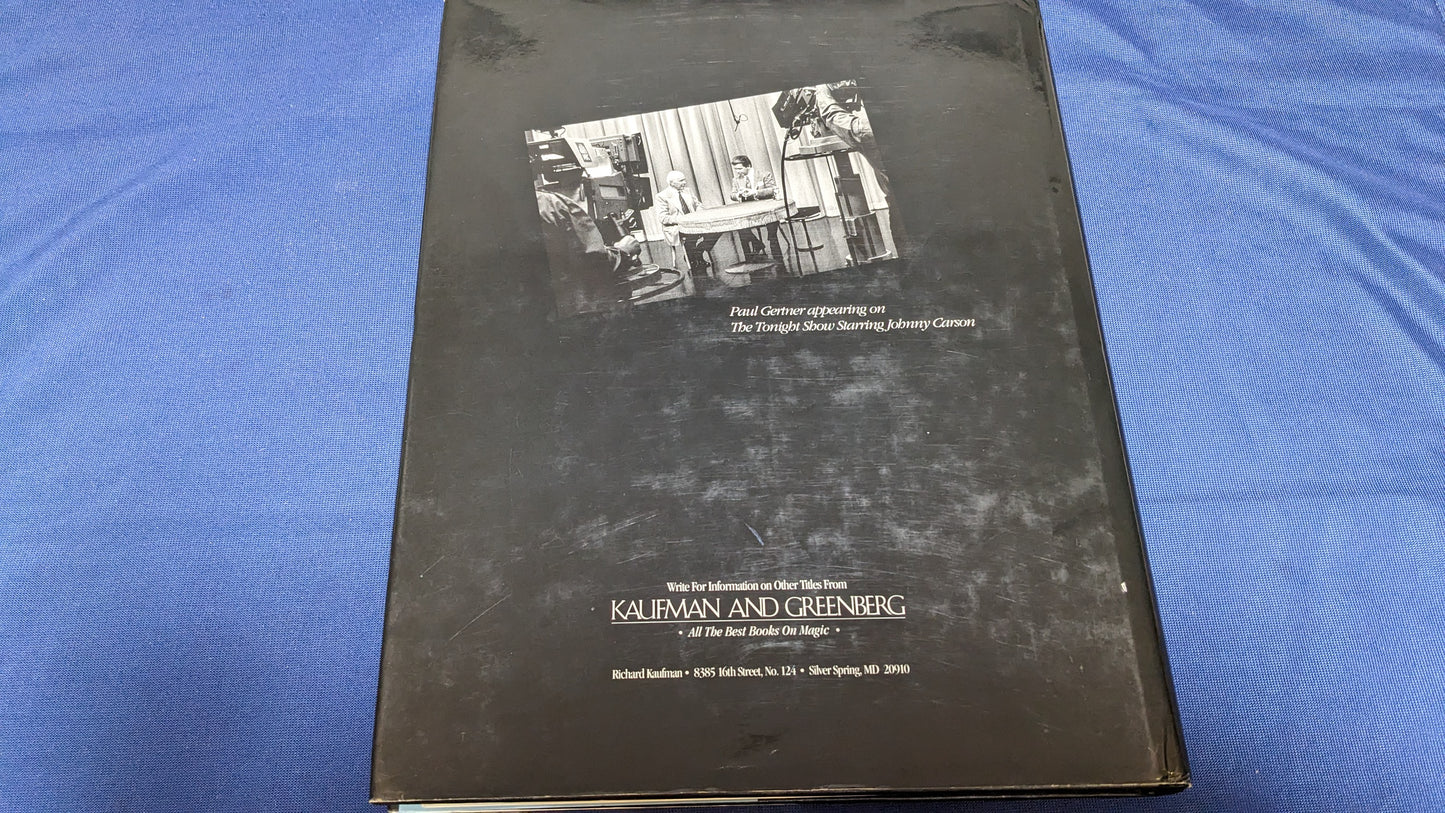 Paul Gertner appearing on
The Tonight Show Starring Johnny Carson
Write For Information on Other Titles From
KAUFMAN AND GREENBERG
• All The Best Books On Magic •
Richard Kaufman • 8385 16th Street, No. 124 • Silver Spring, MD 20910